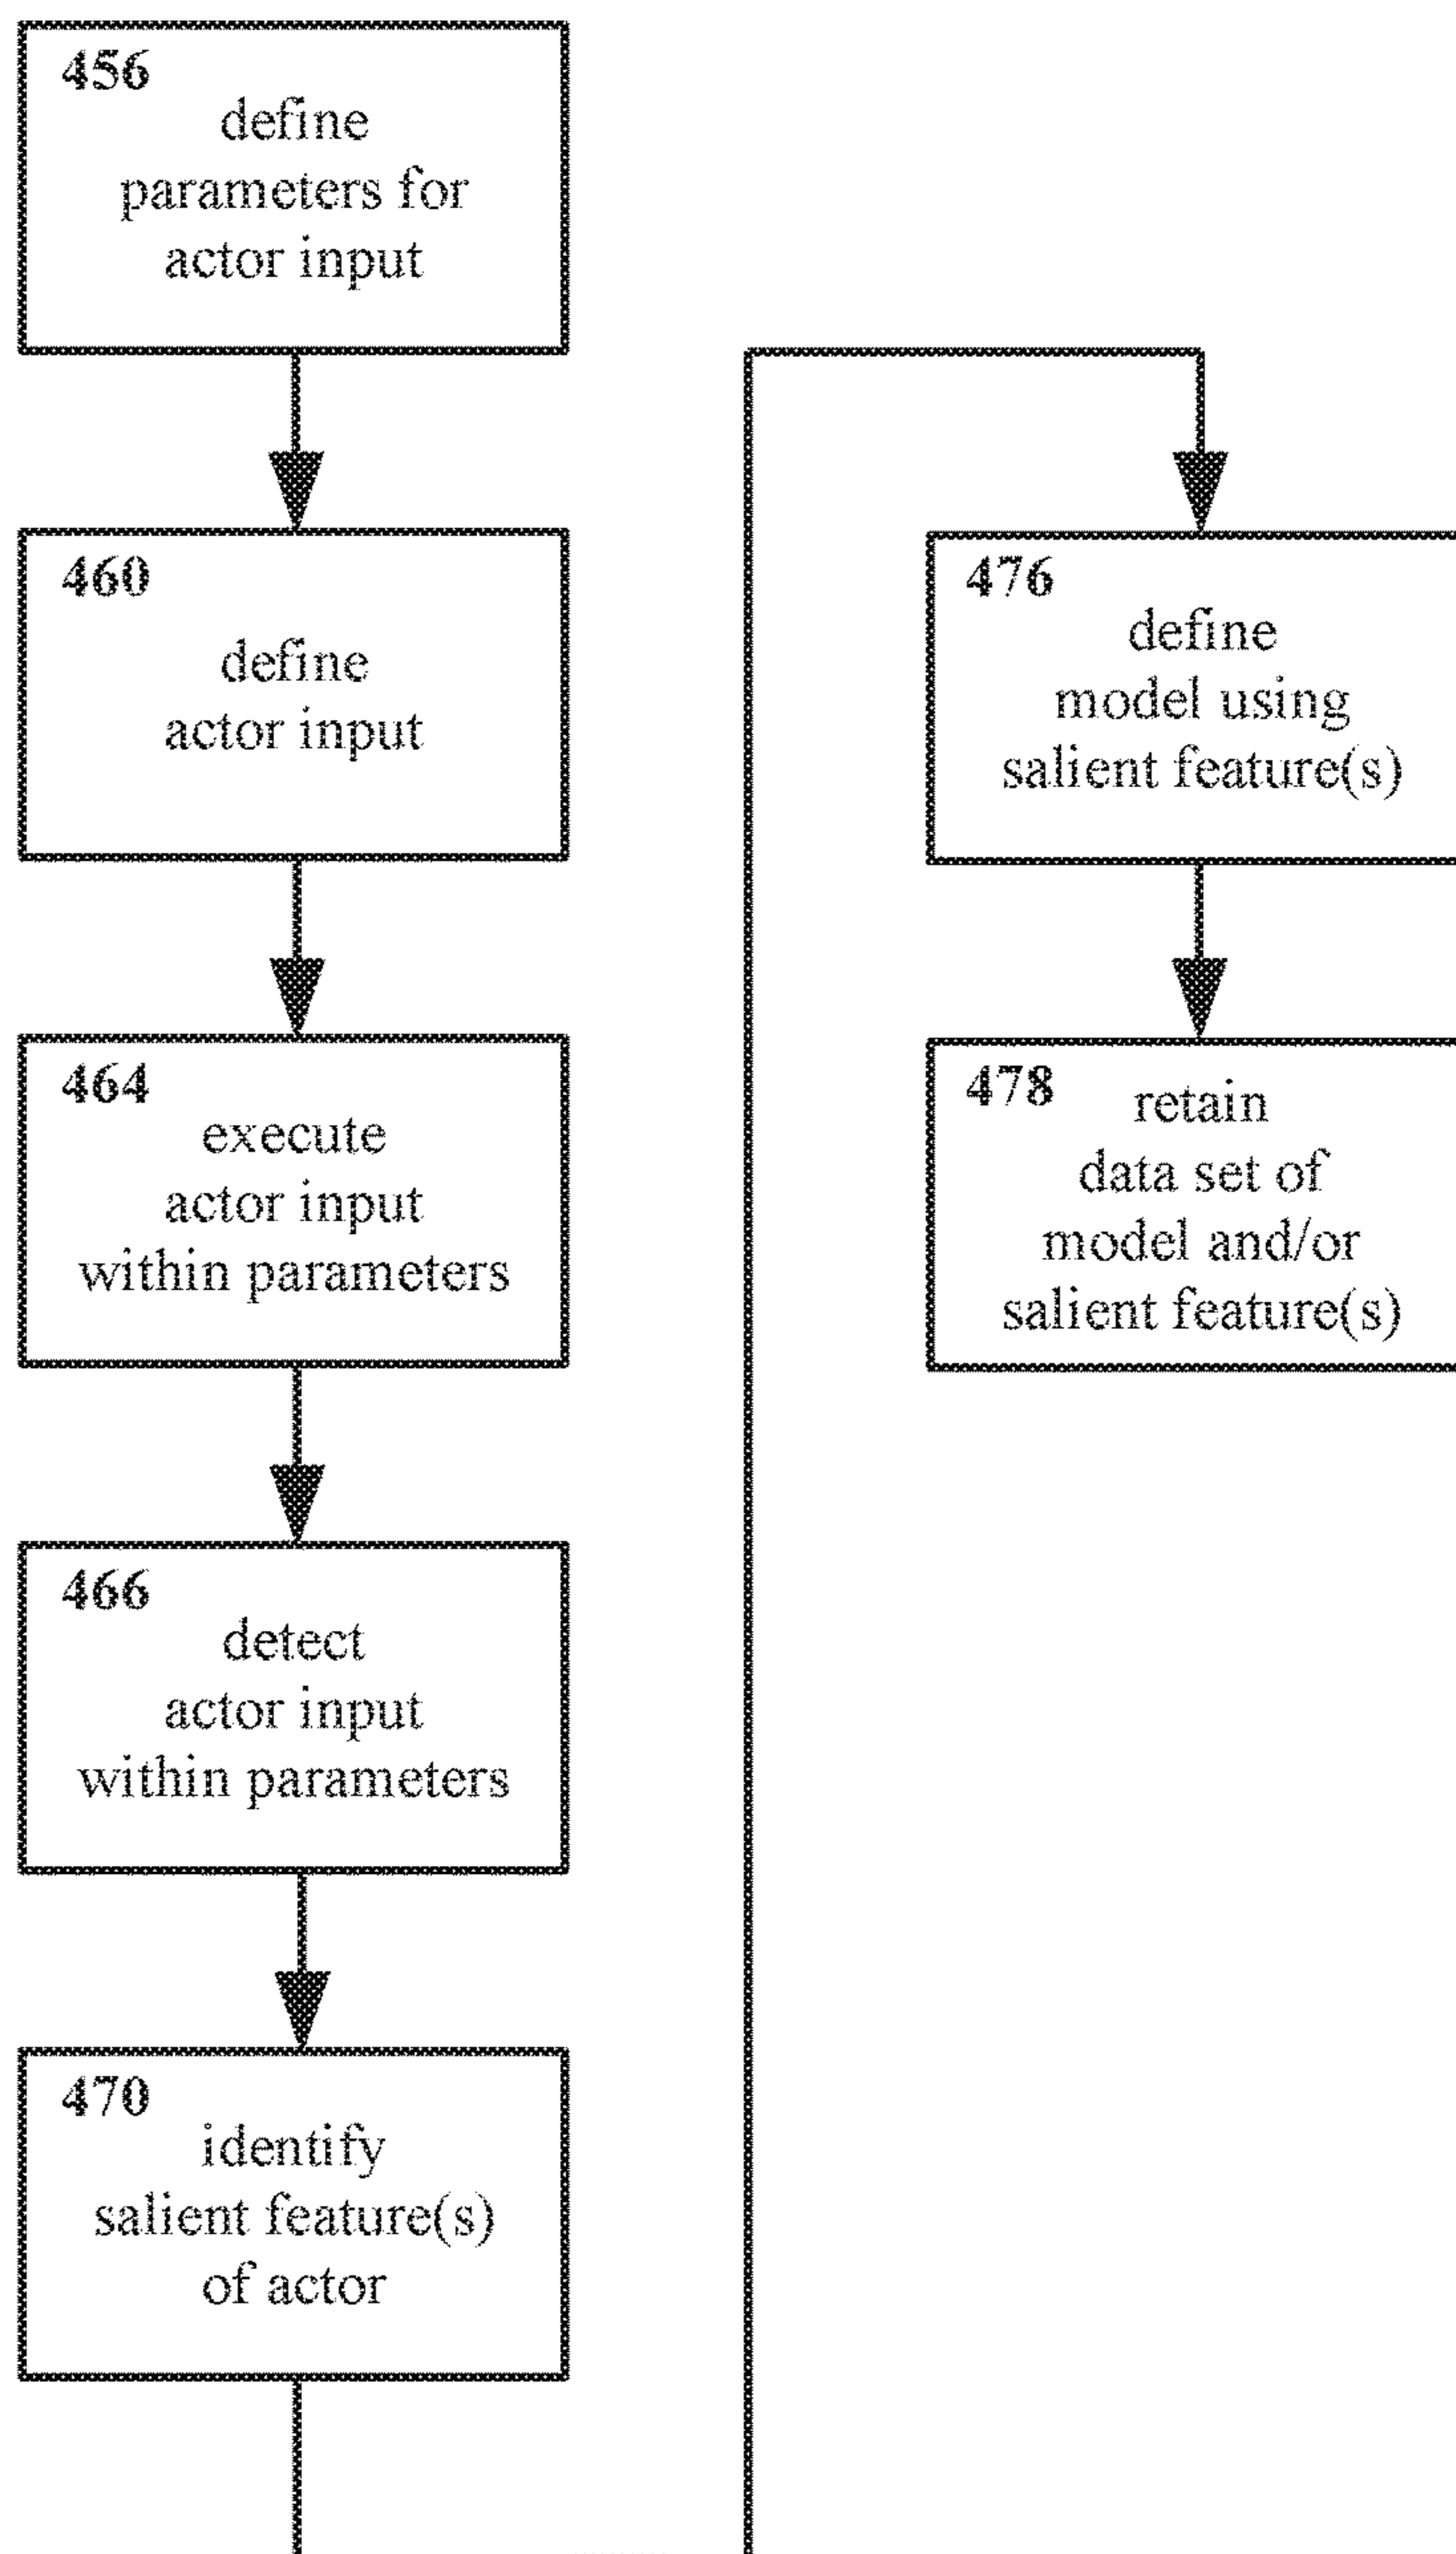 456
define
parameters for
actor input
460
define
actor input
464
execute
actor input
within parameters
466
detect
actor input
within parameters
470
identify
salient feature(s)
of actor
476
define
model using
salient feature(s)
478
retain
data set of
model and/or
salient feature(s)